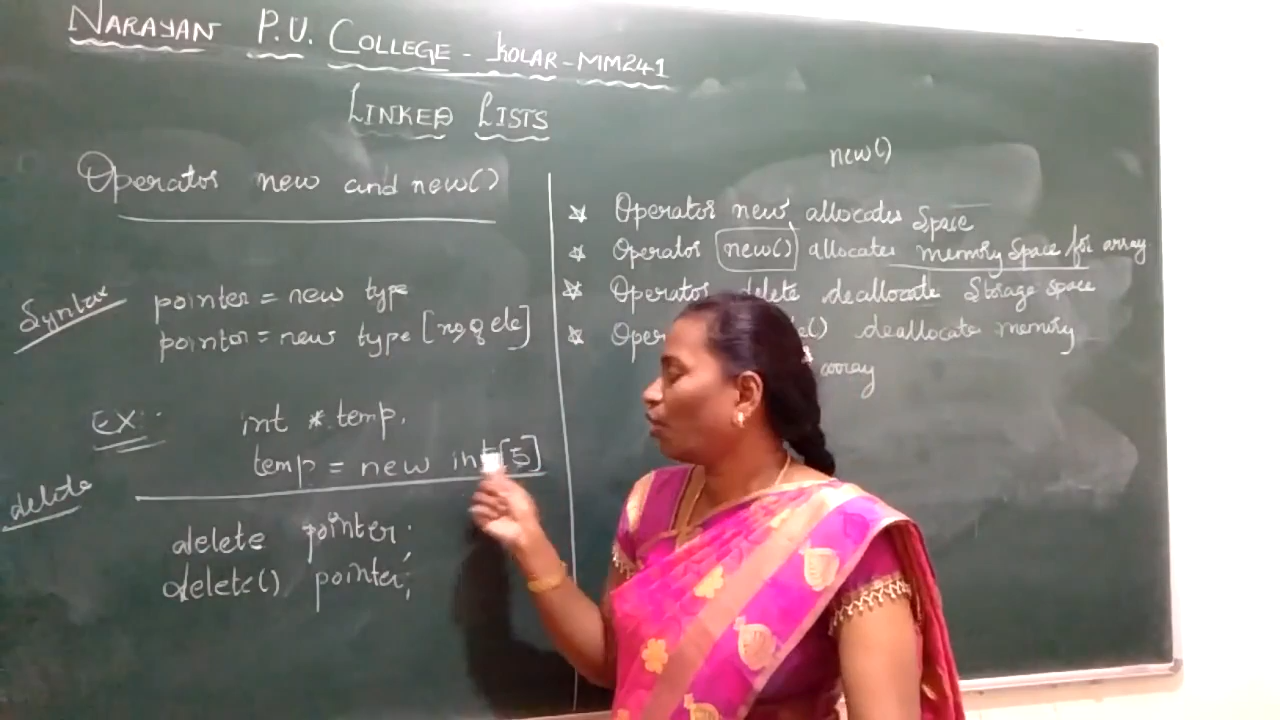 NARAYAN P.U. COLLEGE - KOLAR - MM241
LINKED LISTS
Operator new and new()
Syntax
pointer = new type
pointer = new type [no of ele]
EX:-
int *temp.
temp = new int[5]
delete
delete pointer.
delete() pointer;
new()
Operator new allocates Space
Operator new() allocates memory Space for array
Operator delete deallocate Storage space
deallocate memory
array